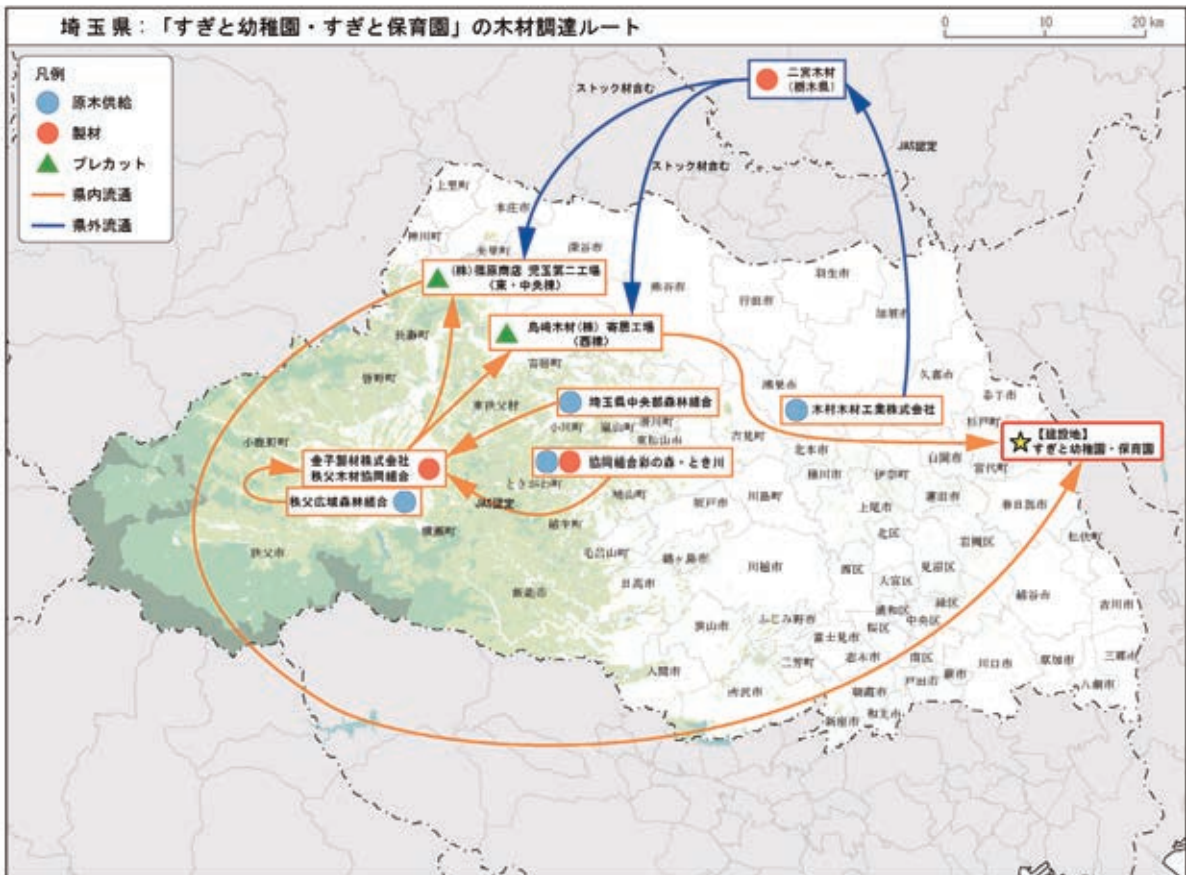 埼玉県：「すぎと幼稚園・すぎと保育園」の木材調達ルート
0 10 20 km
凡例
原木供給
製材
プレカット
県内流通
県外流通
二宮木材
（栃木県）
ストック材含む
ストック材含む
JAS認定
上里町
本庄市
神川町
美里町
深谷市
(株)篠原商店 児玉第二工場
（東・中央棟）
熊谷市
行田市
羽生市
加須市
長瀞町
島崎木材(株) 寄居工場
（西棟）
皆野町
寄居町
久喜市
幸手市
東秩父村
埼玉県中央部森林組合
鴻巣市
木村木材工業株式会社
杉戸町
小川町
嵐山町
滑川町
東松山市
吉見町
北本市
【建設地】
すぎと幼稚園・保育園
小鹿野町
金子製材株式会社
秩父木材協同組合
協同組合彩の森・とき川
桶川市
伊奈町
白岡市
宮代町
秩父広域森林組合
ときがわ町
JAS認定
鳩山町
坂戸市
川島町
上尾市
蓮田市
春日部市
横瀬町
越生町
秩父市
毛呂山町
鶴ヶ島市
北区
岩槻区
松伏町
日高市
川越市
西区
大宮区
見沼区
飯能市
浦和区
緑区
越谷市
吉川市
狭山市
ふじみ野市
桜区
中央区
富士見市
入間市
三芳町
志木市
南区
蕨市
川口市
草加市
三郷市
所沢市
朝霞市
戸田市
八潮市
新座市
和光市